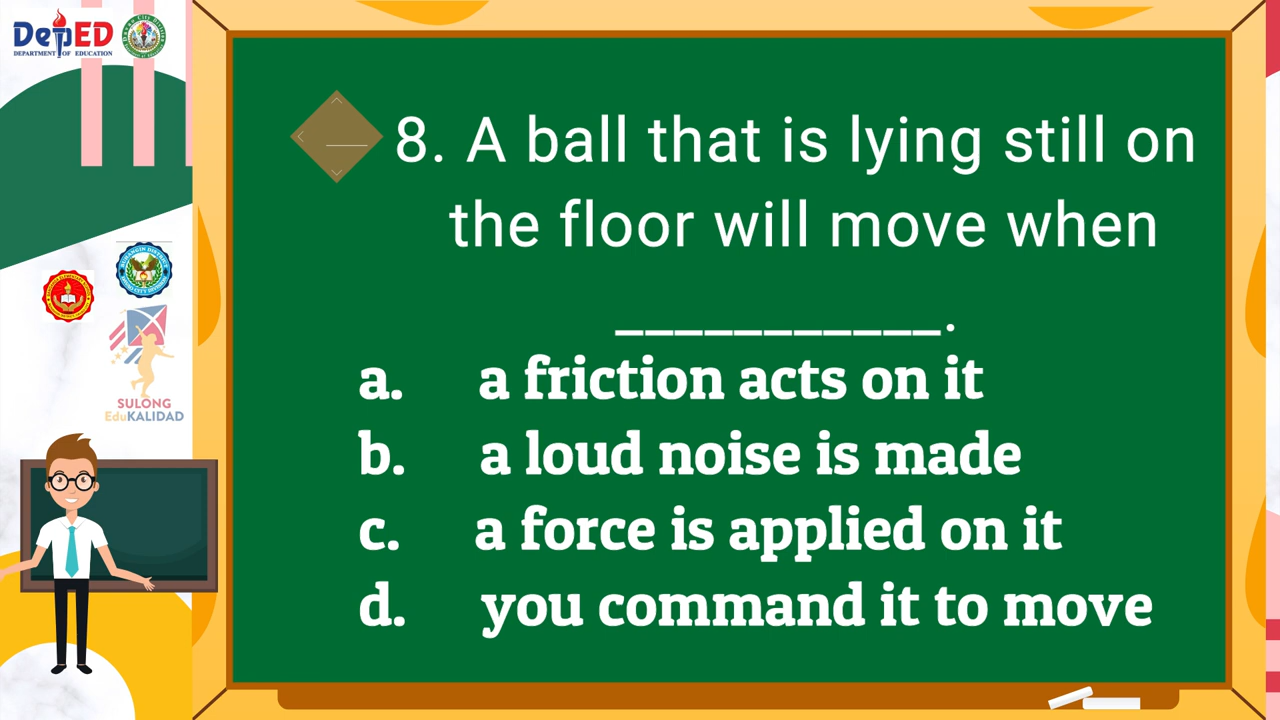 DepED
DEPARTMENT OF EDUCATION
8. A ball that is lying still on
the floor will move when
___________.
a. a friction acts on it
b. a loud noise is made
c. a force is applied on it
d. you command it to move
SULONG
EduKALIDAD